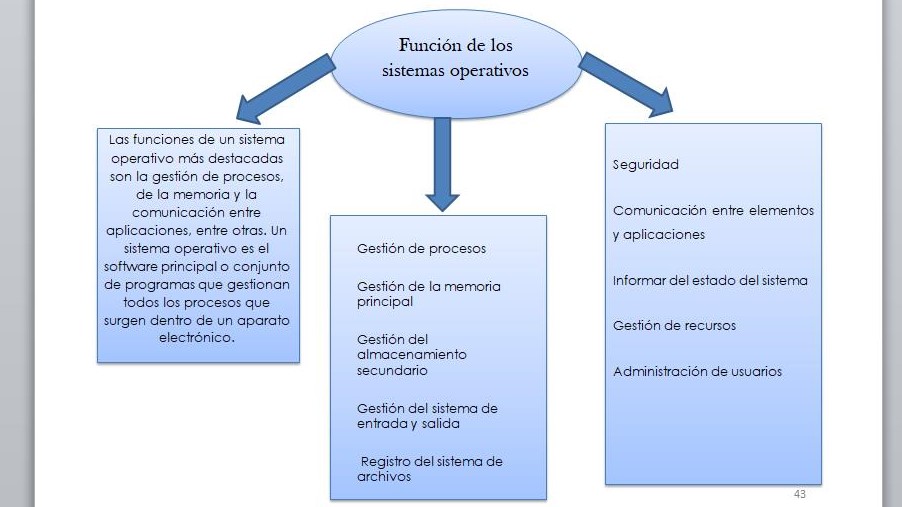 Función de los
sistemas operativos
Las funciones de un sistema
operativo más destacadas
son la gestión de procesos,
de la memoria y la
comunicación entre
aplicaciones, entre otras. Un
sistema operativo es el
software principal o conjunto
de programas que gestionan
todos los procesos que
surgen dentro de un aparato
electrónico.
Gestión de procesos
Gestión de la memoria
principal
Gestión del
almacenamiento
secundario
Gestión del sistema de
entrada y salida
Registro del sistema de
archivos
Seguridad
Comunicación entre elementos
y aplicaciones
Informar del estado del sistema
Gestión de recursos
Administración de usuarios
43